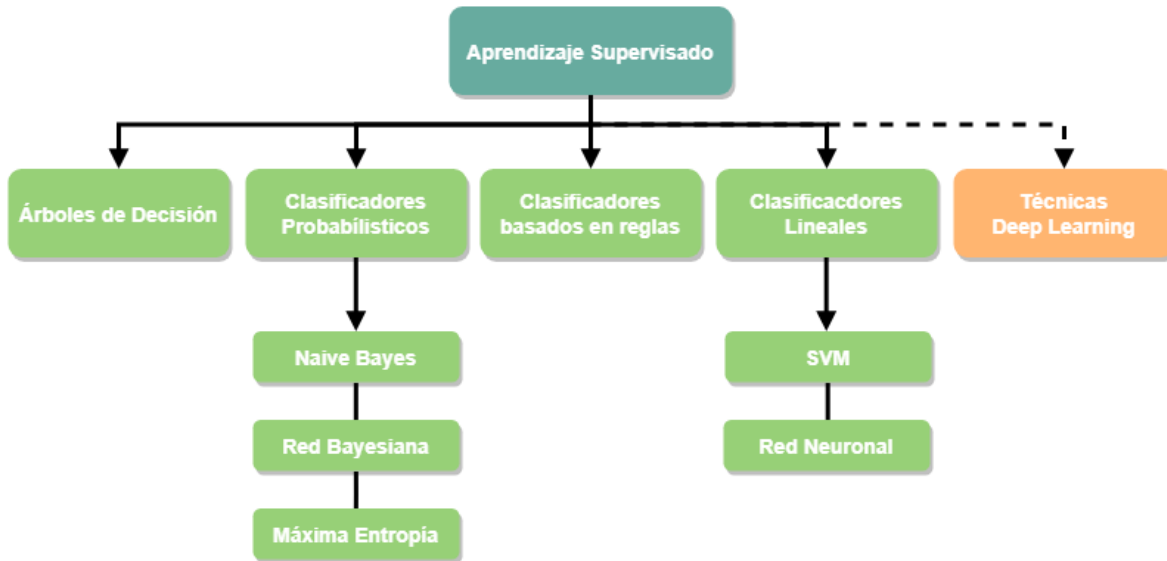 Aprendizaje Supervisado
Árboles de Decisión
Clasificadores
Probabílisticos
Clasificadores
basados en reglas
Clasificacdores
Lineales
Técnicas
Deep Learning
Naive Bayes
SVM
Red Bayesiana
Red Neuronal
Máxima Entropía